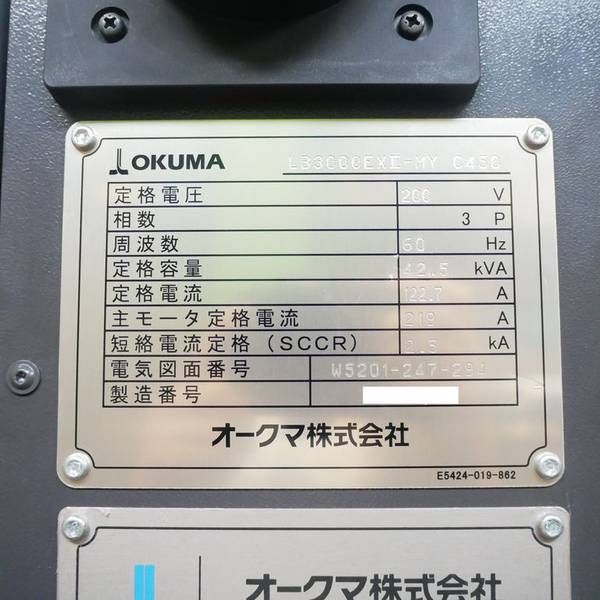 OKUMA LB3000EXE-MY C450
定格電圧 200 V
相数 3 P
周波数 60 Hz
定格容量 42.5 kVA
定格電流 122.7 A
主モータ定格電流 219 A
短絡電流定格(SCCR) 2.5 kA
電気図面番号 W5201-247-294
製造番号
オークマ株式会社
E5424-019-862
オークマ株式会社